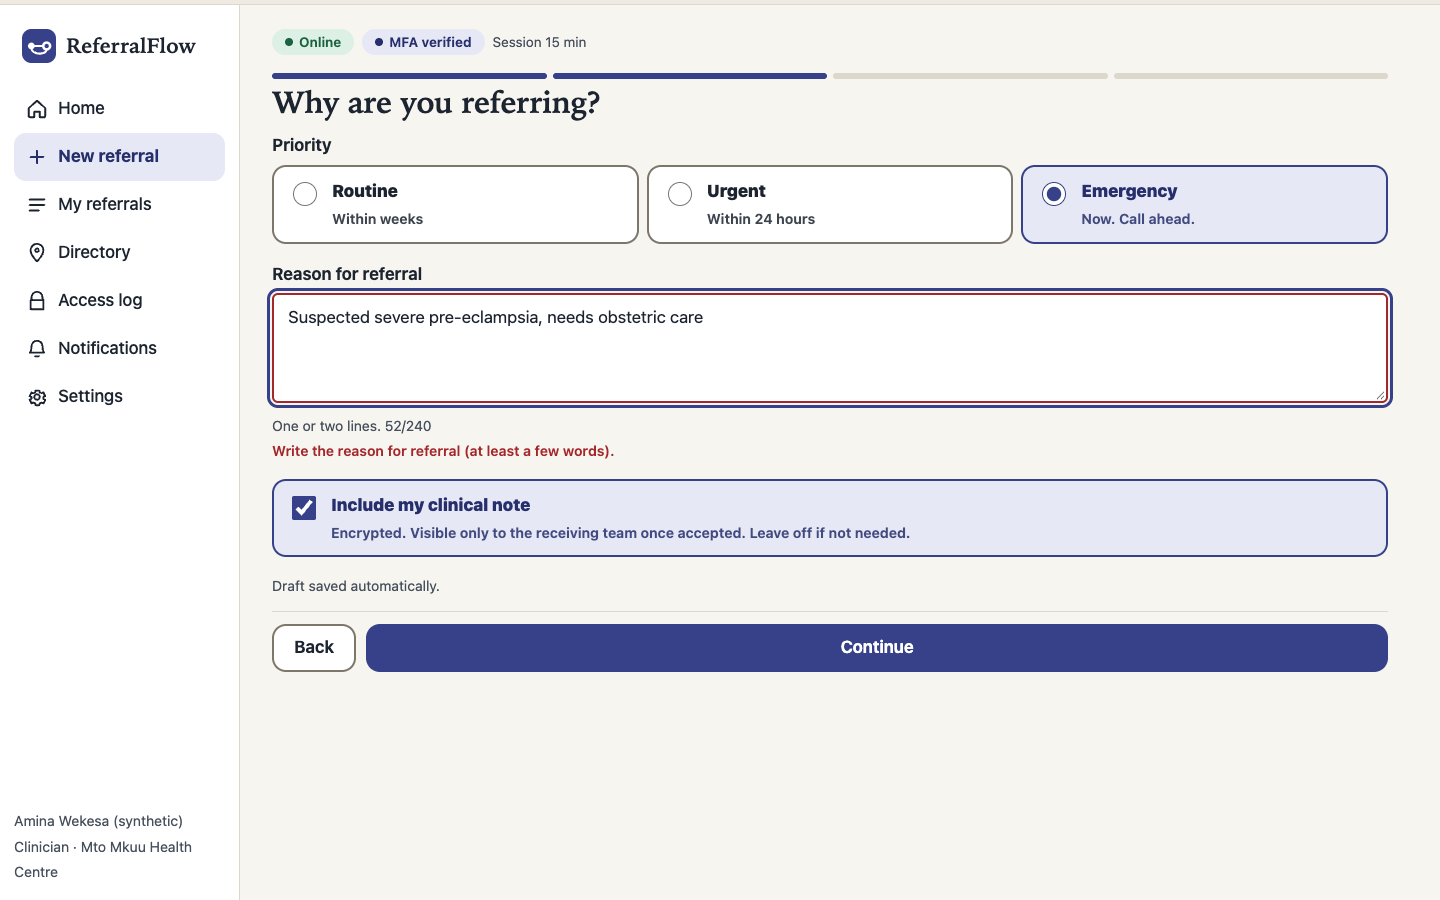 ReferralFlow
Home
New referral
My referrals
Directory
Access log
Notifications
Settings
Amina Wekesa (synthetic)
Clinician · Mto Mkuu Health
Centre
Online
MFA verified
Session 15 min
Why are you referring?
Priority
Routine
Within weeks
Urgent
Within 24 hours
Emergency
Now. Call ahead.
Reason for referral
Suspected severe pre-eclampsia, needs obstetric care
One or two lines. 52/240
Write the reason for referral (at least a few words).
Include my clinical note
Encrypted. Visible only to the receiving team once accepted. Leave off if not needed.
Draft saved automatically.
Back
Continue